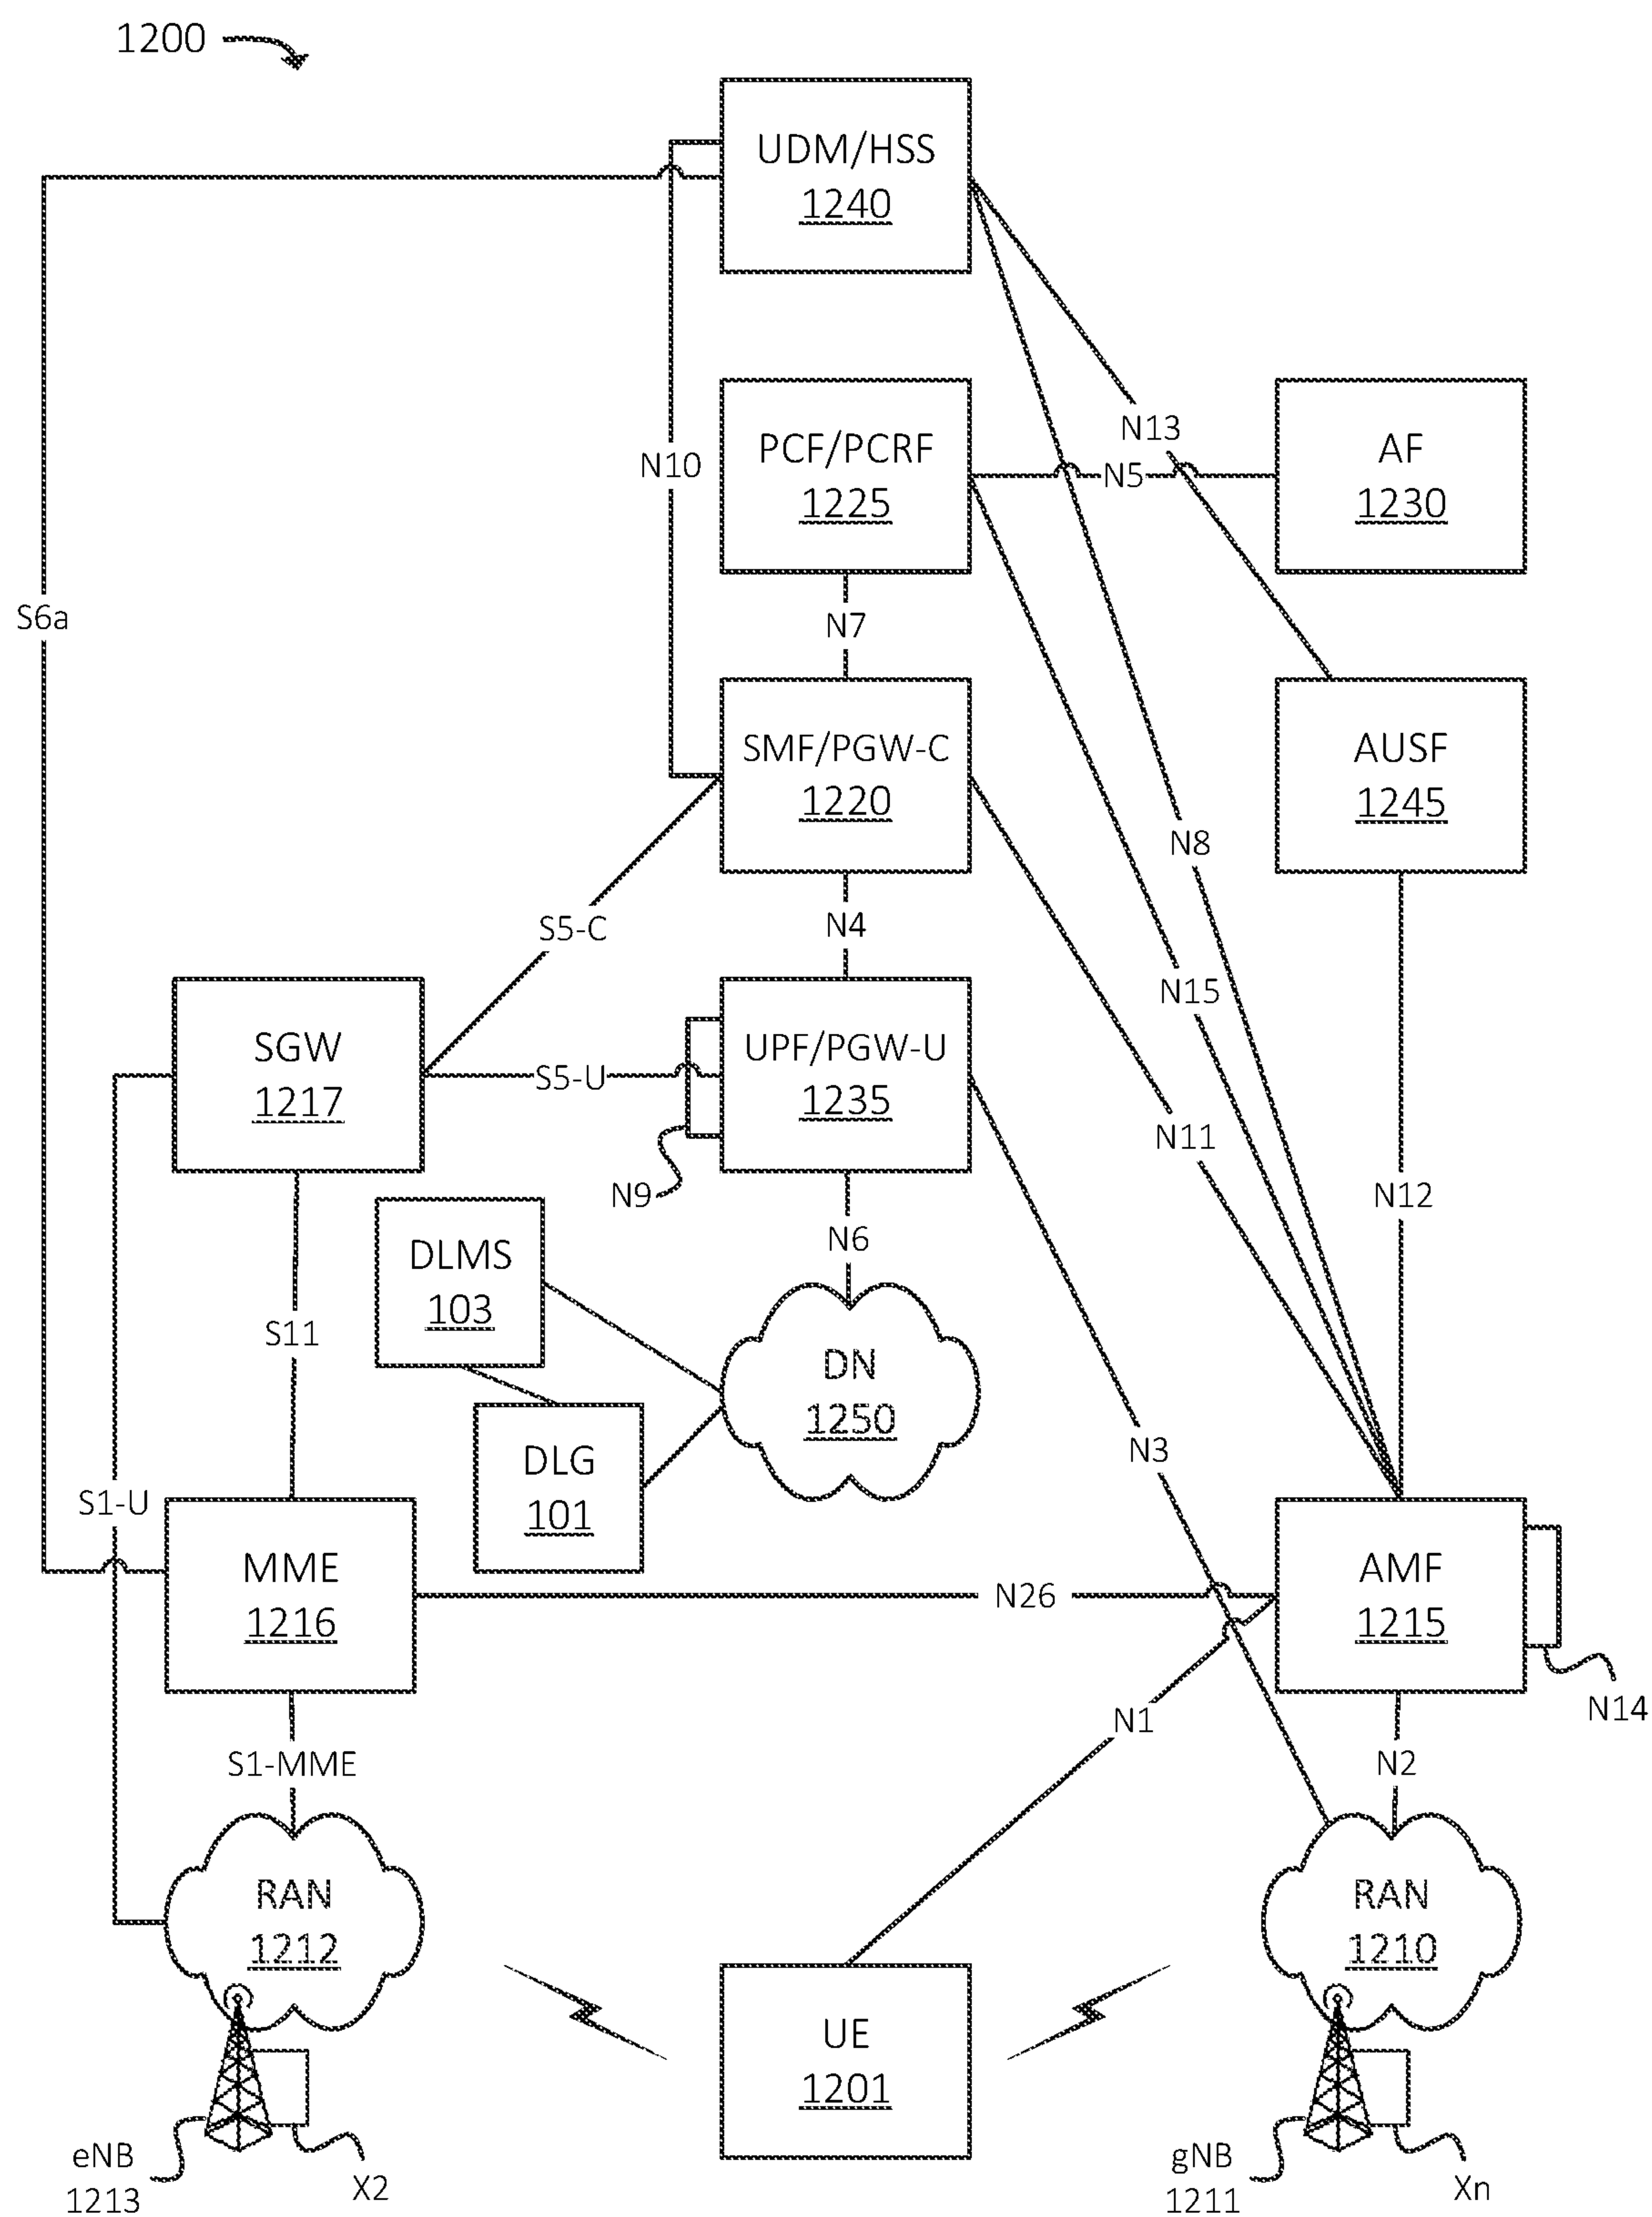 1200
UDM/HSS
1240
N13
PCF/PCRF
1225
N5
AF
1230
N10
S6a
N7
SMF/PGW-C
1220
AUSF
1245
N8
S5-C
N4
N15
SGW
1217
S5-U
UPF/PGW-U
1235
N11
N9
N12
DLMS
103
N6
S11
DN
1250
N3
DLG
101
S1-U
MME
1216
N26
AMF
1215
N14
N1
S1-MME
N2
RAN
1212
RAN
1210
UE
1201
eNB
1213
X2
gNB
1211
Xn